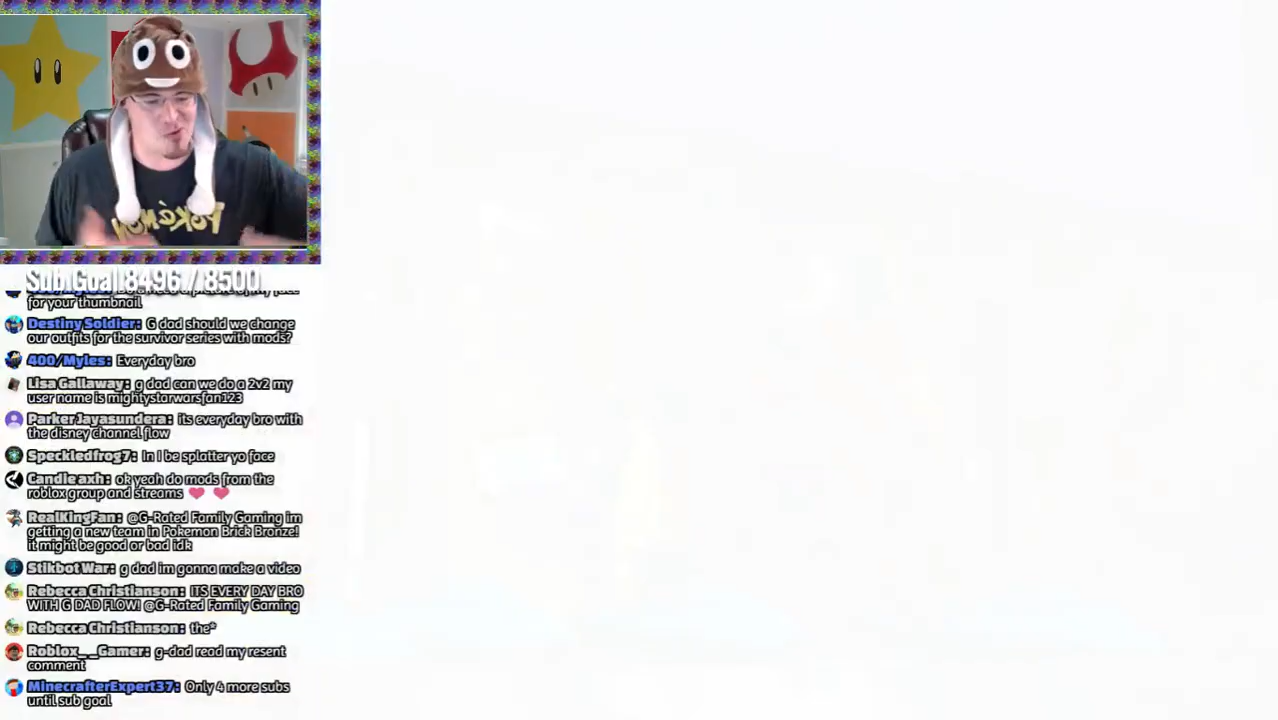 POKéMON
Sub Goal 8496 / 8500
for your thumbnail
Destiny Soldier: G dad should we change
our outfits for the survivor series with mods?
400/Myles: Everyday bro
Lisa Gallaway: g dad can we do a 2v2 my
user name is mightystarwarsfan123
ParkerJayasundera: its everyday bro with
the disney channel flow
Speckledfrog7: In I be splatter yo face
Candie axh: ok yeah do mods from the
roblox group and streams
RealKingFan: @G-Rated Family Gaming im
getting a new team in Pokemon Brick Bronze!
it might be good or bad idk
Stikbot War: g dad im gonna make a video
Rebecca Christianson: ITS EVERY DAY BRO
WITH G DAD FLOW! @G-Rated Family Gaming
Rebecca Christianson: the*
Roblox__Gamer: g-dad read my resent
comment
MinecrafterExpert37: Only 4 more subs
until sub goal